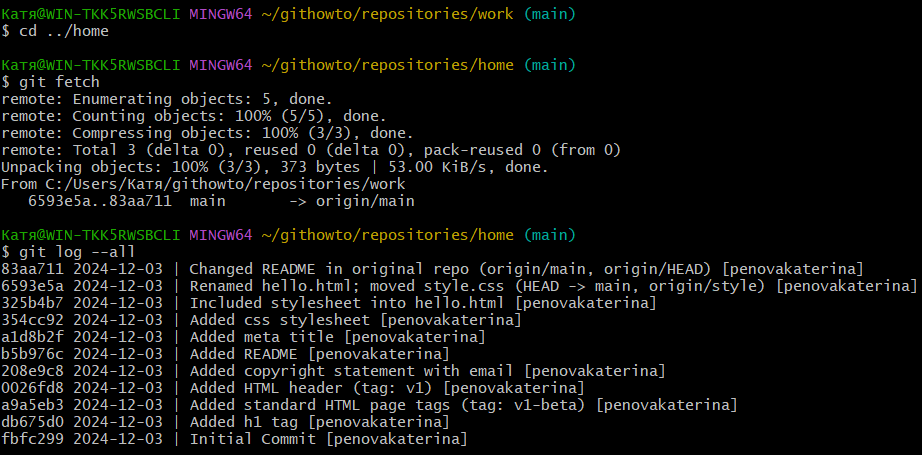 Катя@WIN-TKK5RWSBCLI MINGW64 ~/githowto/repositories/work (main)
$ cd ../home

Катя@WIN-TKK5RWSBCLI MINGW64 ~/githowto/repositories/home (main)
$ git fetch
remote: Enumerating objects: 5, done.
remote: Counting objects: 100% (5/5), done.
remote: Compressing objects: 100% (3/3), done.
remote: Total 3 (delta 0), reused 0 (delta 0), pack-reused 0 (from 0)
Unpacking objects: 100% (3/3), 373 bytes | 53.00 KiB/s, done.
From C:/Users/Катя/githowto/repositories/work
   6593e5a..83aa711  main       -> origin/main

Катя@WIN-TKK5RWSBCLI MINGW64 ~/githowto/repositories/home (main)
$ git log --all
83aa711 2024-12-03 | Changed README in original repo (origin/main, origin/HEAD) [penovakaterina]
6593e5a 2024-12-03 | Renamed hello.html; moved style.css (HEAD -> main, origin/style) [penovakaterina]
325b4b7 2024-12-03 | Included stylesheet into hello.html [penovakaterina]
354cc92 2024-12-03 | Added css stylesheet [penovakaterina]
a1d8b2f 2024-12-03 | Added meta title [penovakaterina]
b5b976c 2024-12-03 | Added README [penovakaterina]
208e9c8 2024-12-03 | Added copyright statement with email [penovakaterina]
0026fd8 2024-12-03 | Added HTML header (tag: v1) [penovakaterina]
a9a5eb3 2024-12-03 | Added standard HTML page tags (tag: v1-beta) [penovakaterina]
db675d0 2024-12-03 | Added h1 tag [penovakaterina]
fbfc299 2024-12-03 | Initial Commit [penovakaterina]